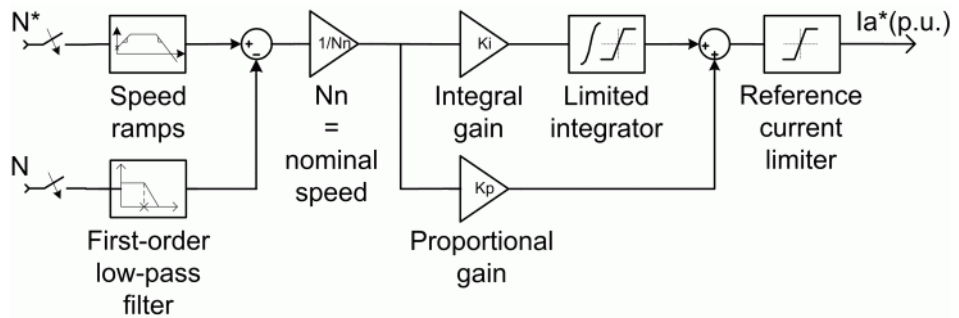 N*
Ia*(p.u.)
+
-
1/Nn
Ki
+
+
Speed
ramps
Nn
=
nominal
speed
Integral
gain
Limited
integrator
Reference
current
limiter
N
Kp
First-order
low-pass
filter
Proportional
gain